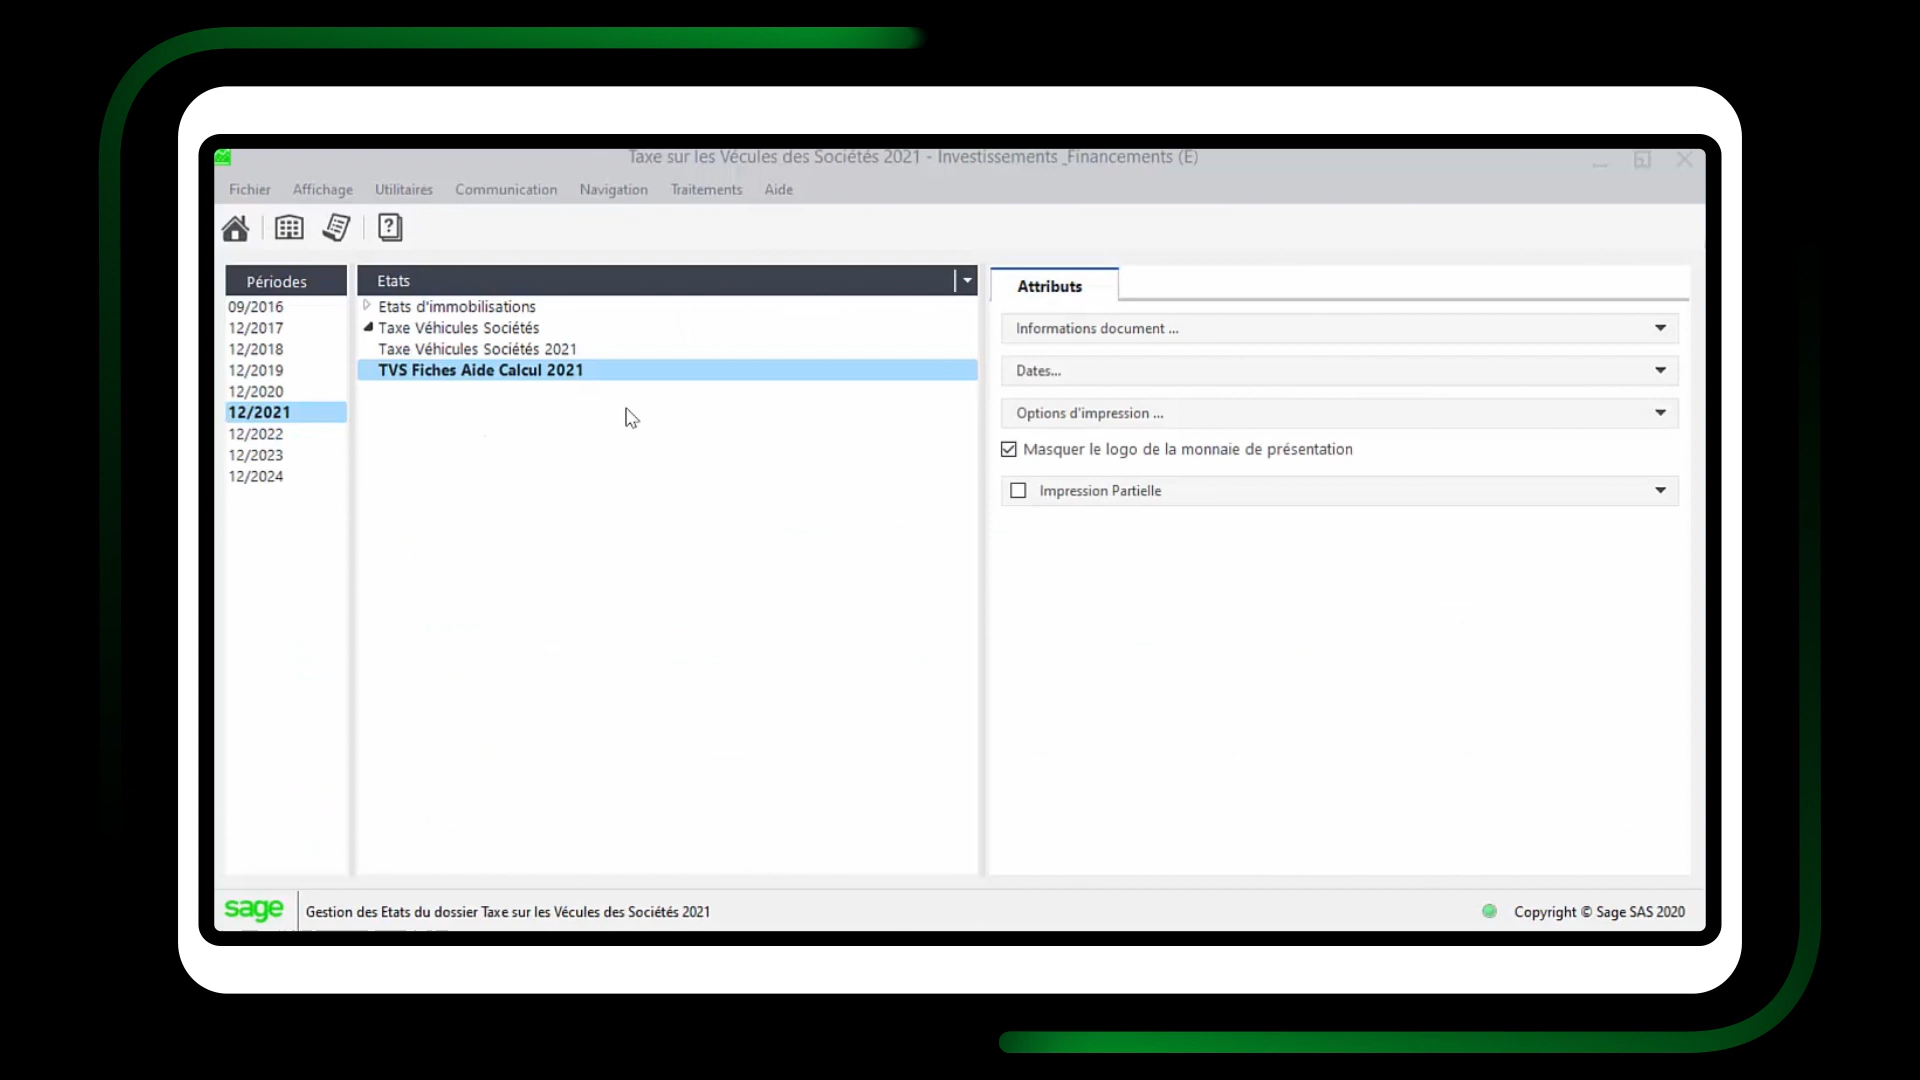 Taxe sur les Vécules des Sociétés 2021 - Investissements _Financements (E)
Fichier Affichage Utilitaires Communication Navigation Traitements Aide
Périodes
09/2016
12/2017
12/2018
12/2019
12/2020
12/2021
12/2022
12/2023
12/2024
Etats
Etats d'immobilisations
Taxe Véhicules Sociétés
Taxe Véhicules Sociétés 2021
TVS Fiches Aide Calcul 2021
Attributs
Informations document ...
Dates...
Options d'impression ...
Masquer le logo de la monnaie de présentation
Impression Partielle
sage
Gestion des Etats du dossier Taxe sur les Vécules des Sociétés 2021
Copyright © Sage SAS 2020